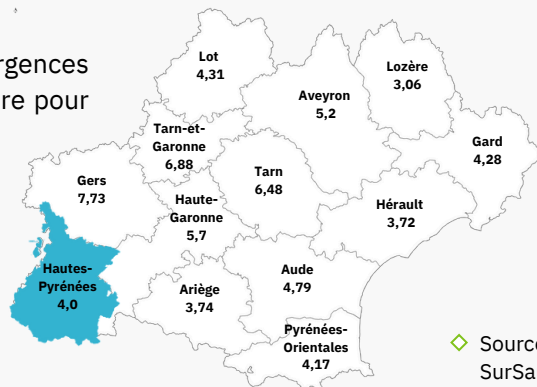 rgences
re pour
Lot
4,31
Lozère
3,06
Aveyron
5,2
Gard
4,28
Tarn-et-
Garonne
6,88
Tarn
6,48
Gers
7,73
Haute-
Garonne
5,7
Hérault
3,72
Hautes-
Pyrénées
4,0
Ariège
3,74
Aude
4,79
Pyrénées-
Orientales
4,17
Source
SurSa